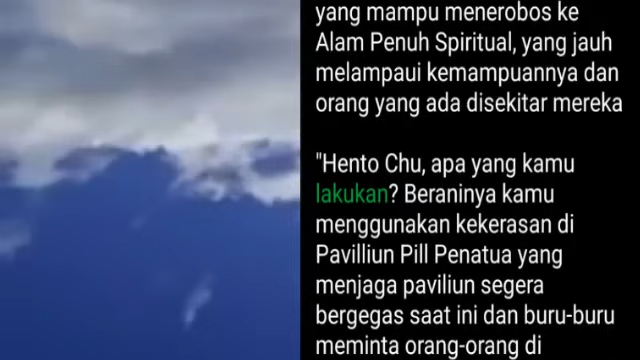 yang mampu menerobos ke
Alam Penuh Spiritual, yang jauh
melampaui kemampuannya dan
orang yang ada disekitar mereka
"Hento Chu, apa yang kamu
lakukan? Beraninya kamu
menggunakan kekerasan di
Pavilliun Pill Penatua yang
menjaga paviliun segera
bergegas saat ini dan buru-buru
meminta orang-orang di